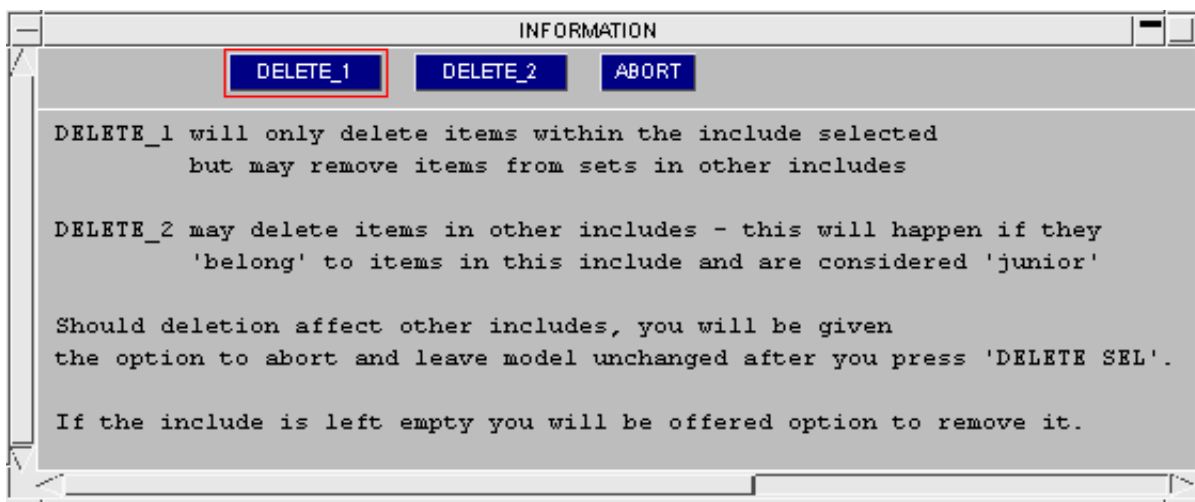 INFORMATION
DELETE_1 DELETE_2 ABORT
DELETE_1 will only delete items within the include selected
but may remove items from sets in other includes
DELETE_2 may delete items in other includes - this will happen if they
'belong' to items in this include and are considered 'junior'
Should deletion affect other includes, you will be given
the option to abort and leave model unchanged after you press 'DELETE SEL'.
If the include is left empty you will be offered option to remove it.